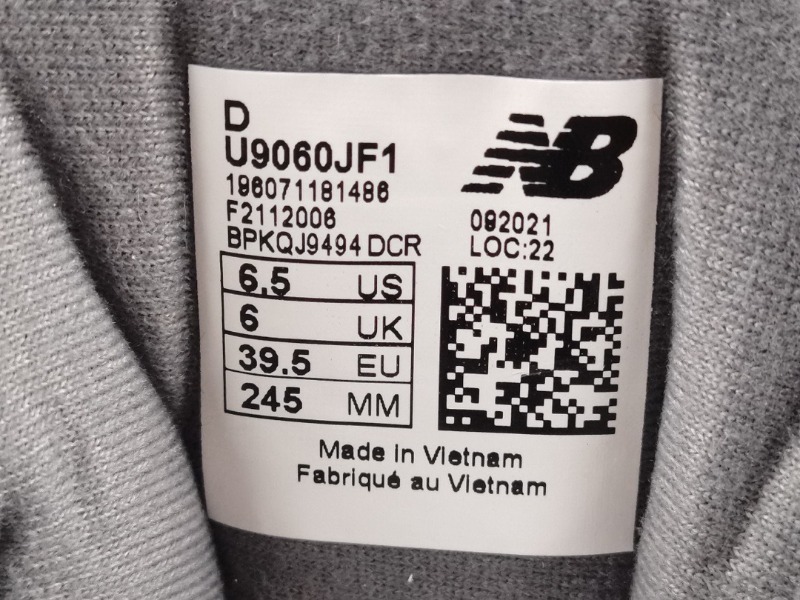 D
U9060JF1
196071181486
F2112006
BPKQJ9494 DCR
NB
092021
LOC:22
6.5 US
6 UK
39.5 EU
245 MM
Made in Vietnam
Fabriqué au Vietnam